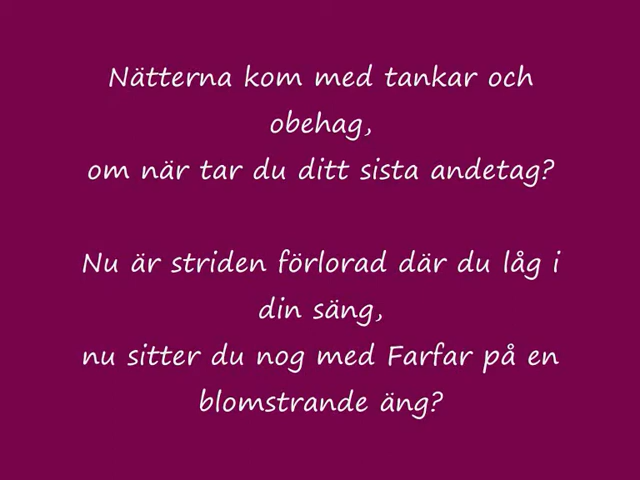 Nätterna kom med tankar och
obehag,
om när tar du ditt sista andetag?
Nu är striden förlorad där du låg i
din säng,
nu sitter du nog med Farfar på en
blomstrande äng?